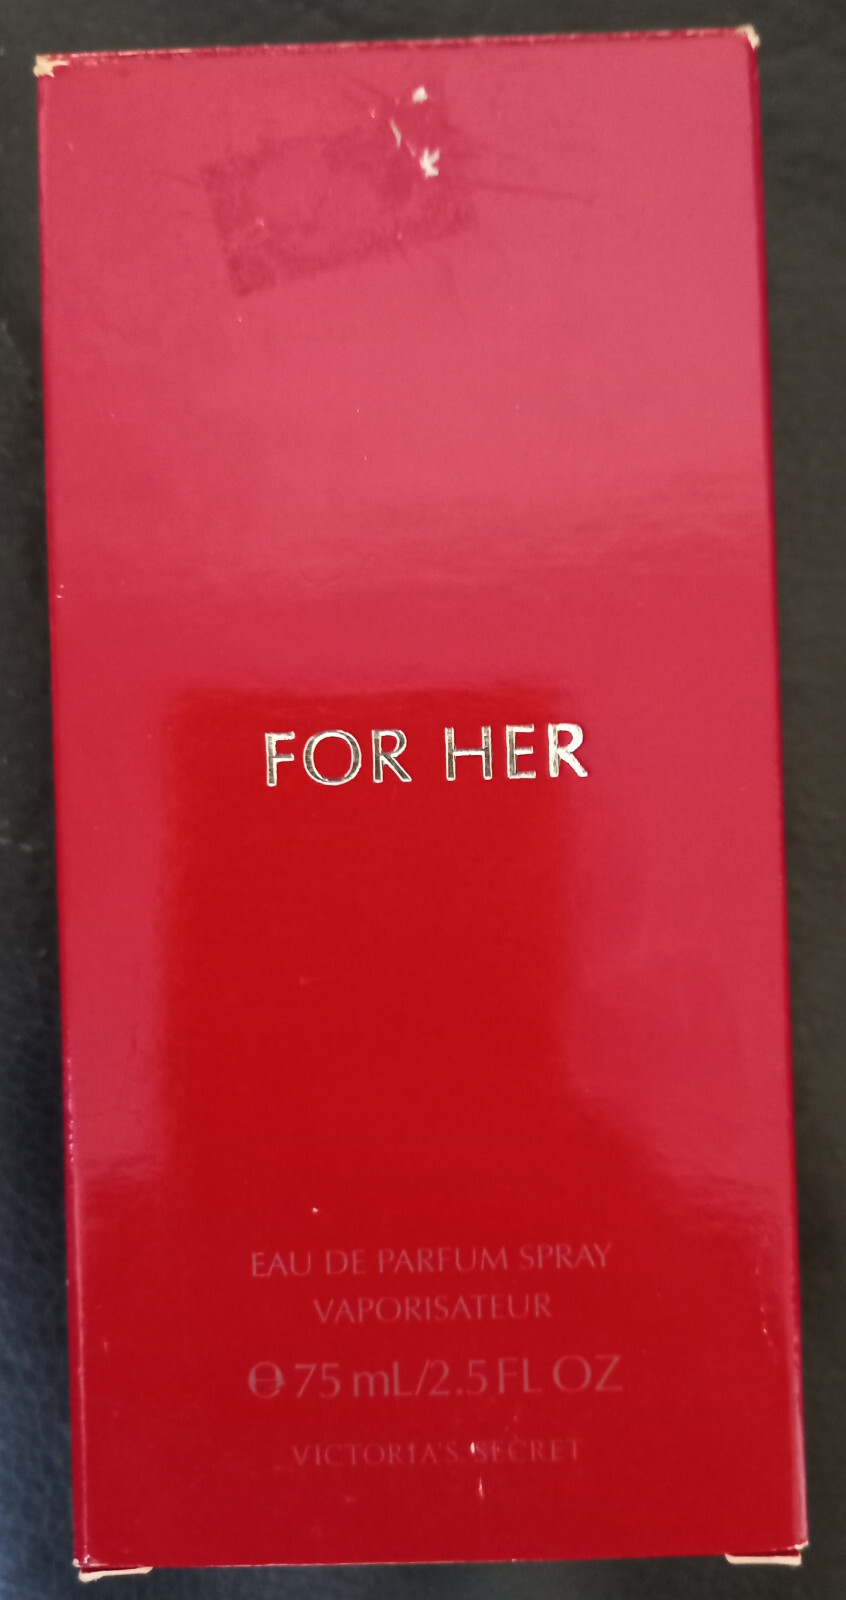 FOR HER
EAU DE PARFUM SPRAY
VAPORISATEUR
℮ 75 mL/2.5 FL OZ
VICTORIA'S SECRET